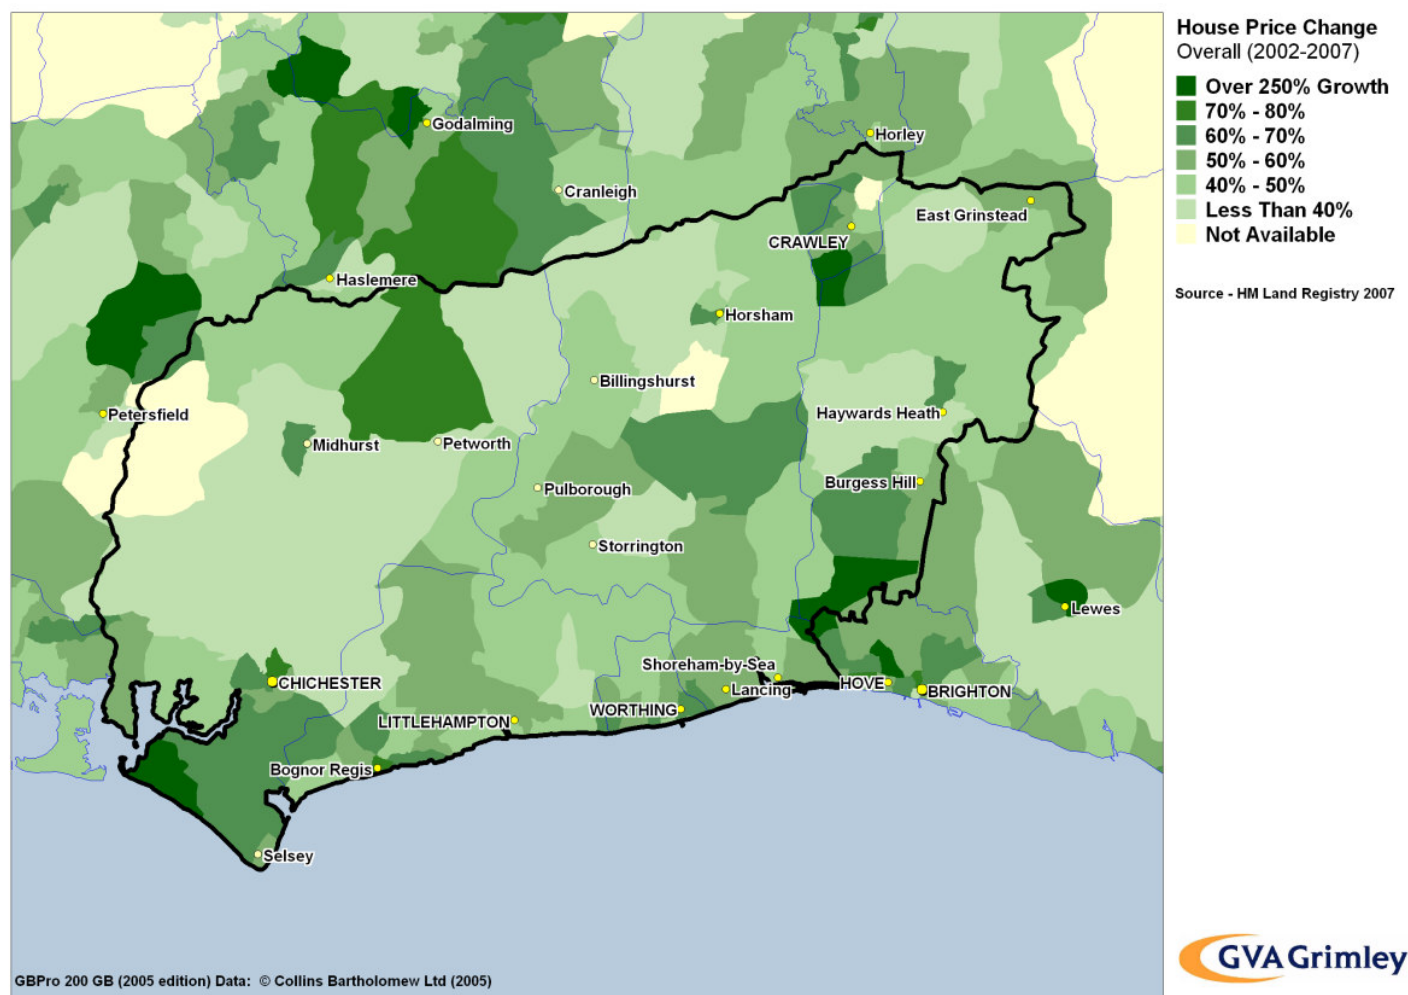 House Price Change
Overall (2002-2007)
Over 250% Growth
70% - 80%
60% - 70%
50% - 60%
40% - 50%
Less Than 40%
Not Available
Source - HM Land Registry 2007
Godalming
Horley
Cranleigh
East Grinstead
CRAWLEY
Haslemere
Horsham
Billingshurst
Petersfield
Haywards Heath
Midhurst
Petworth
Pulborough
Burgess Hill
Storrington
Lewes
Shoreham-by-Sea
CHICHESTER
Lancing
HOVE
BRIGHTON
WORTHING
LITTLEHAMPTON
Bognor Regis
Selsey
GVA Grimley
GBPro 200 GB (2005 edition) Data: © Collins Bartholomew Ltd (2005)